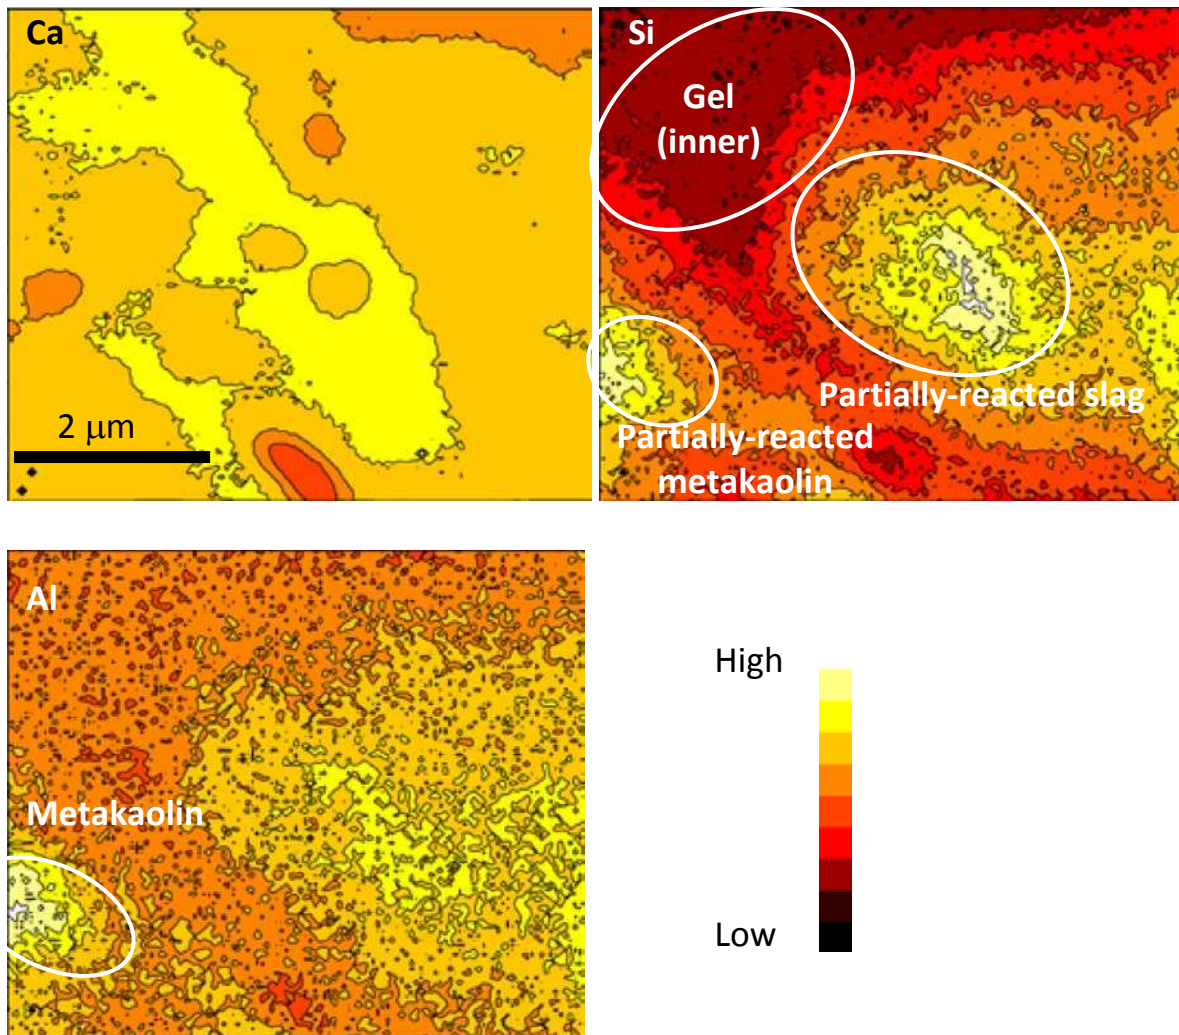 Ca
2 μm
Si
Gel
(inner)
Partially-reacted slag
Partially-reacted
metakaolin
Al
Metakaolin
High
Low